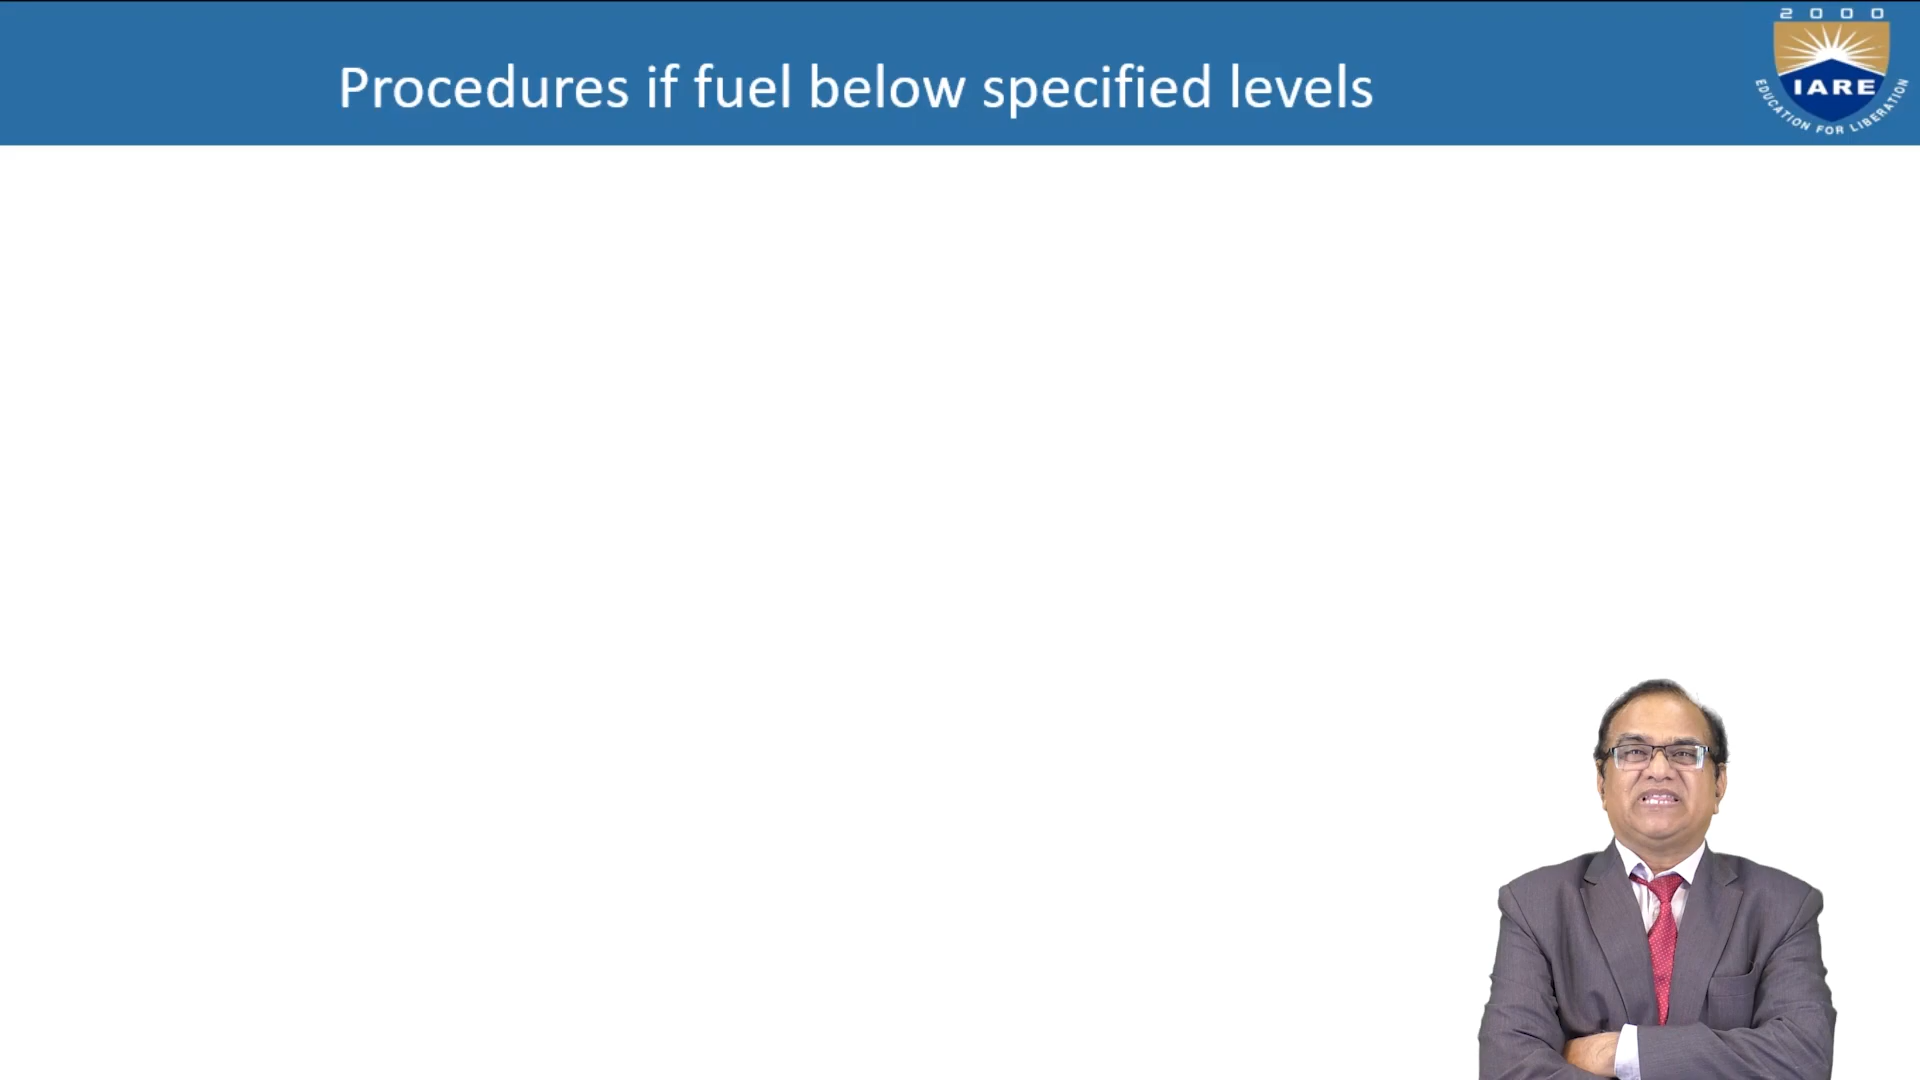 2 0 0 0
Procedures if fuel below specified levels
IARE
EDUCATION FOR LIBERATION